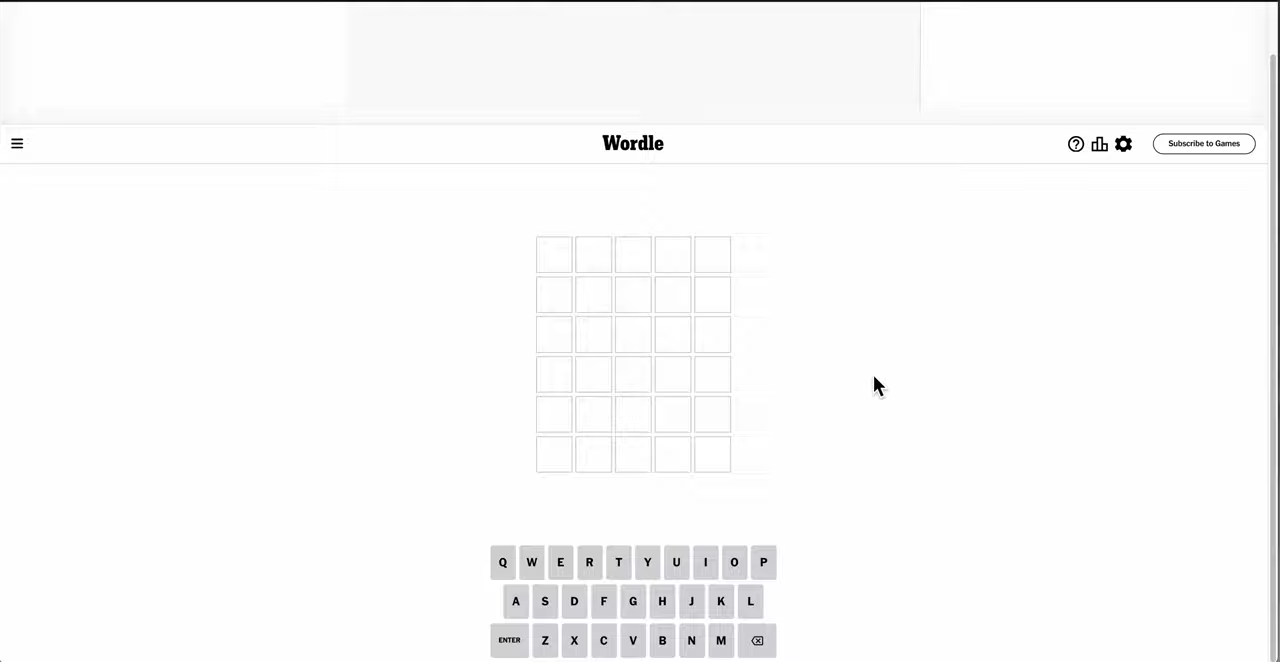 Wordle
Subscribe to Games
Q W E R T Y U I O P
A S D F G H J K L
ENTER Z X C V B N M